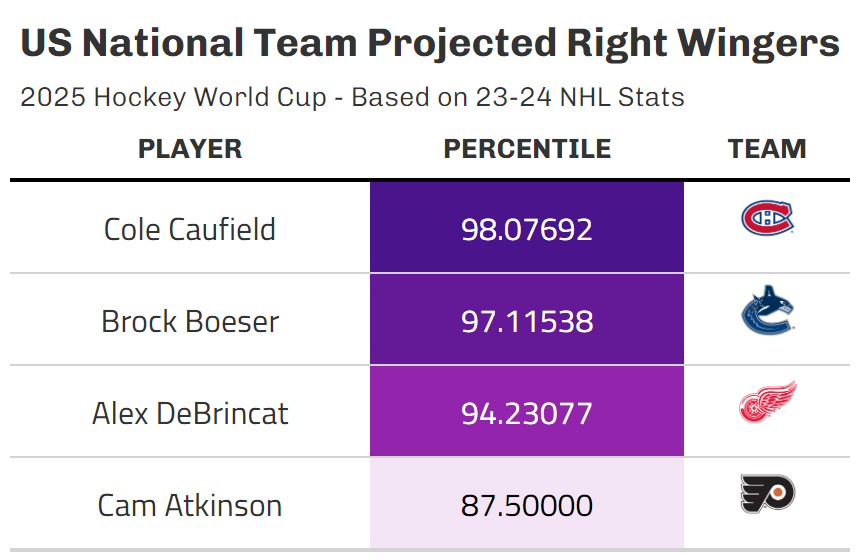 US National Team Projected Right Wingers
2025 Hockey World Cup - Based on 23-24 NHL Stats
PLAYER PERCENTILE TEAM
Cole Caufield 98.07692
Brock Boeser 97.11538
Alex DeBrincat 94.23077
Cam Atkinson 87.50000